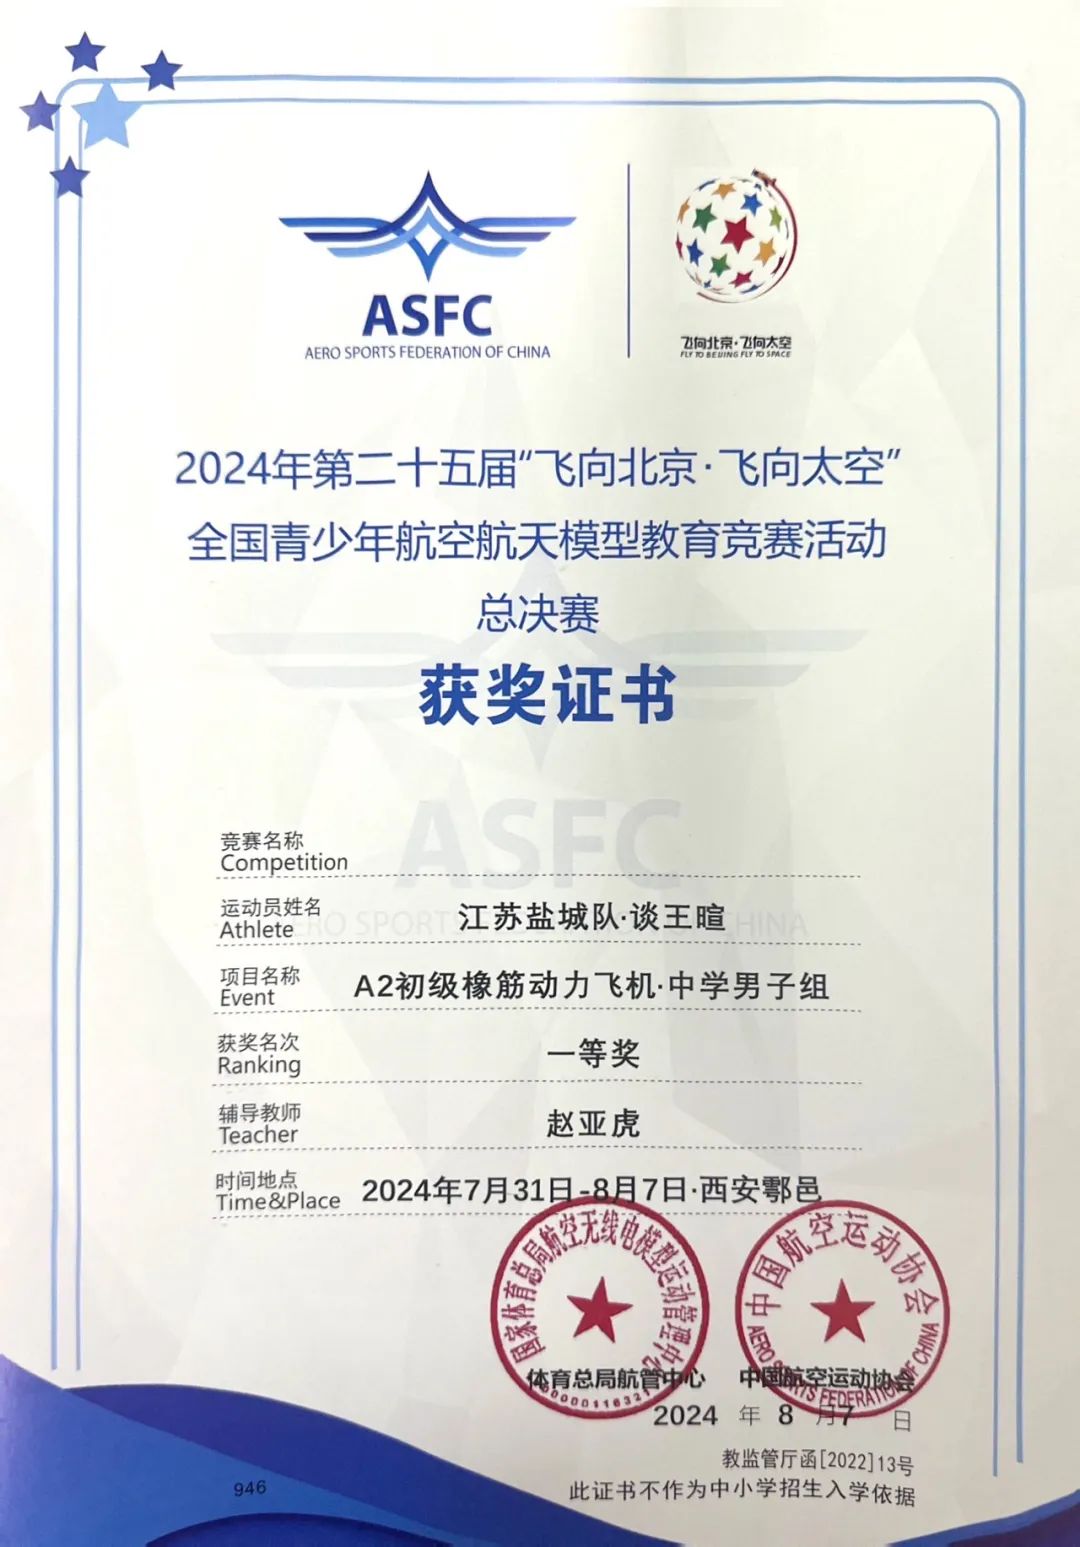 ASFC
AERO SPORTS FEDERATION OF CHINA
飞向北京·飞向太空
FLY TO BEIJING FLY TO SPACE
2024年第二十五届“飞向北京·飞向太空”
全国青少年航空航天模型教育竞赛活动
总决赛
获奖证书
ASFC
AERO SPORTS FEDERATION OF CHINA
竞赛名称
Competition
运动员姓名
Athlete
江苏盐城队·谈王暄
项目名称
Event
A2初级橡筋动力飞机·中学男子组
获奖名次
Ranking
一等奖
辅导教师
Teacher
赵亚虎
时间地点
Time&Place
2024年7月31日-8月7日·西安鄠邑
国家体育总局航空无线电模型运动管理中心
中国航空运动协会
AERO SPORTS FEDERATION OF CHINA
体育总局航管中心 中国航空运动协会
2024 年 8 月7 日
教监管厅函[2022]13号
此证书不作为中小学招生入学依据
946